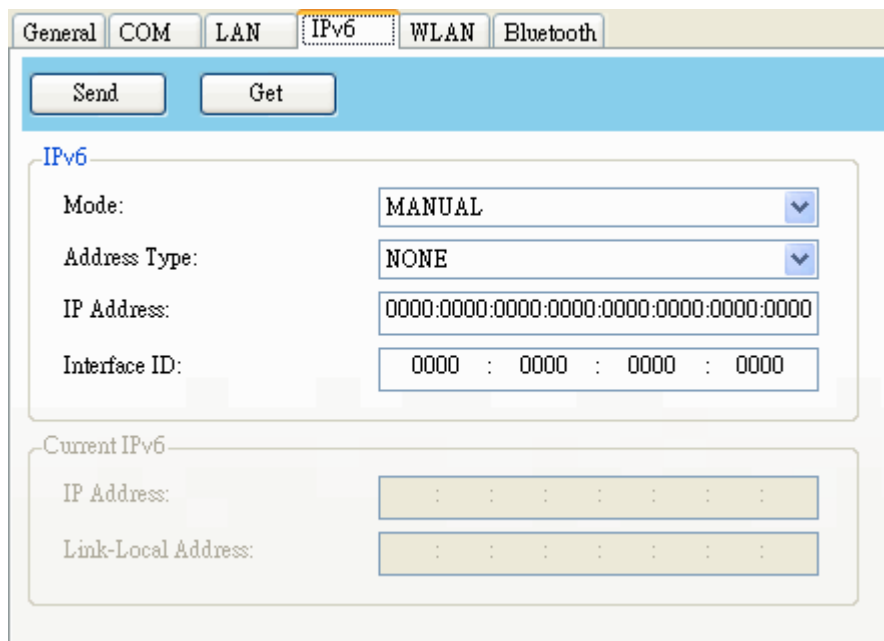 General COM LAN IPv6 WLAN Bluetooth
Send Get
IPv6
Mode: MANUAL
Address Type: NONE
IP Address: 0000:0000:0000:0000:0000:0000:0000:0000
Interface ID: 0000 : 0000 : 0000 : 0000
Current IPv6
IP Address: : : : : : : :
Link-Local Address: : : : : : : :